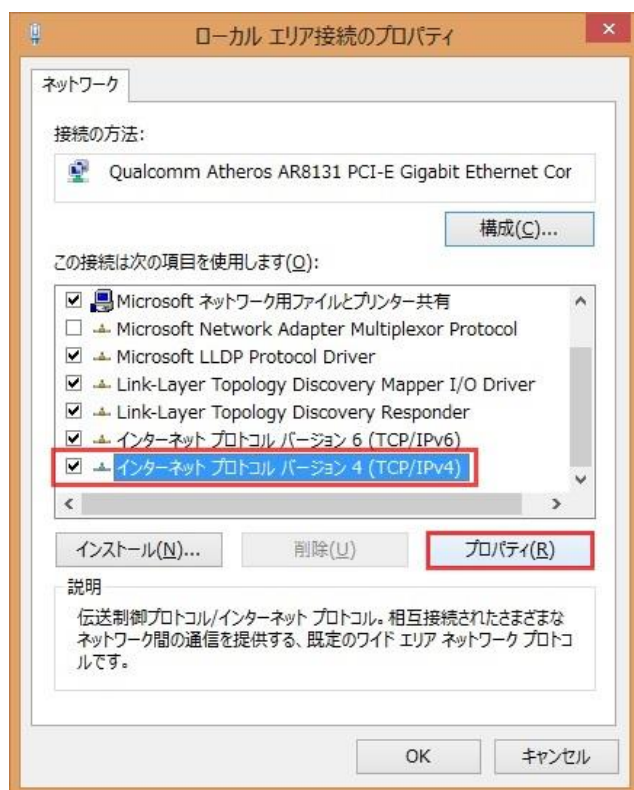 ローカル エリア接続のプロパティ
ネットワーク
接続の方法:
Qualcomm Atheros AR8131 PCI-E Gigabit Ethernet Cor
構成(C)...
この接続は次の項目を使用します(O):
Microsoft ネットワーク用ファイルとプリンター共有
Microsoft Network Adapter Multiplexor Protocol
Microsoft LLDP Protocol Driver
Link-Layer Topology Discovery Mapper I/O Driver
Link-Layer Topology Discovery Responder
インターネット プロトコル バージョン 6 (TCP/IPv6)
インターネット プロトコル バージョン 4 (TCP/IPv4)
インストール(N)... 削除(U) プロパティ(R)
説明
伝送制御プロトコル/インターネット プロトコル。相互接続されたさまざまな
ネットワーク間の通信を提供する、既定のワイド エリア ネットワーク プロトコ
ルです。
OK キャンセル